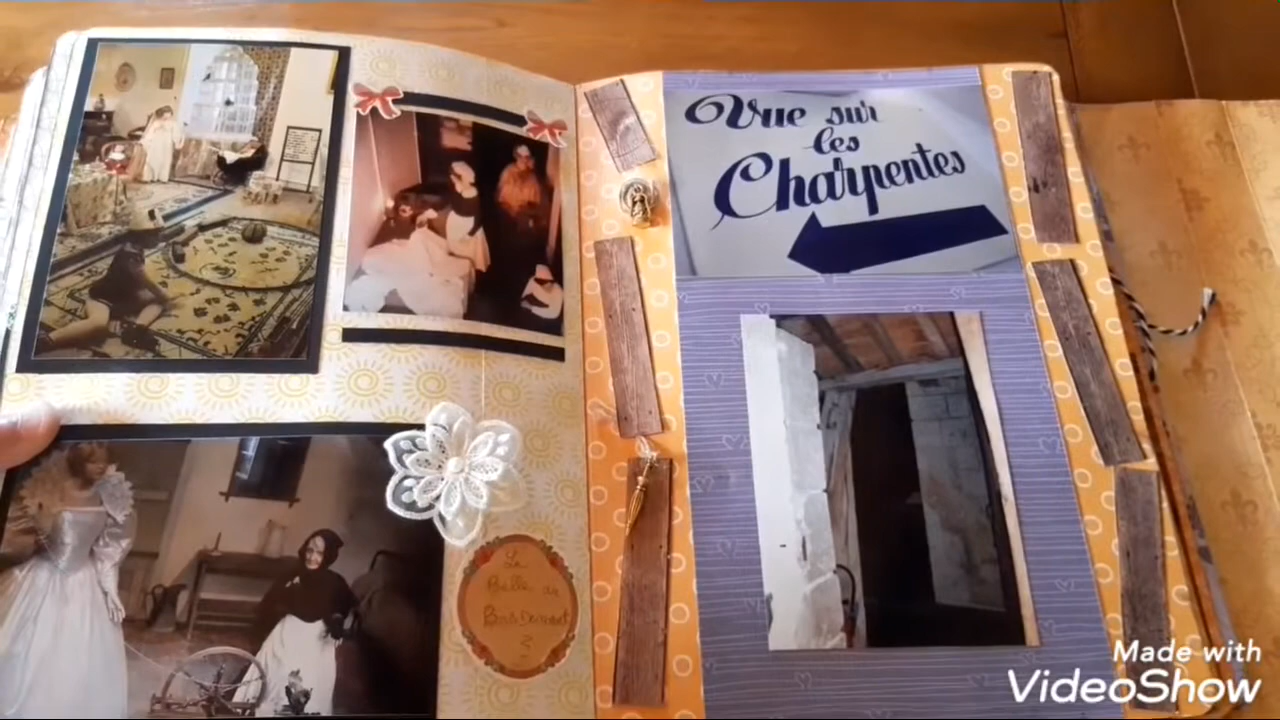 Vue sur
les
Charpentes
La
Belle au
Bois Dormant
Made with
VideoShow